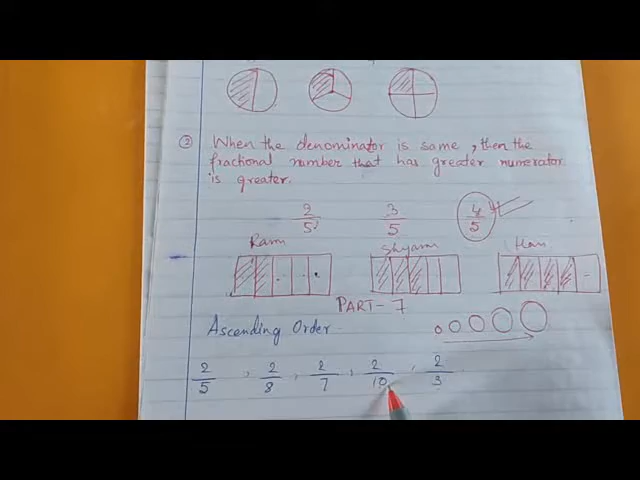 ② When the denominator is same, then the
fractional number that has greater numerator
is greater.
2/5 3/5 4/5
Ram Shyam Hari
PART-7
Ascending Order
2/5, 2/8, 2/7, 2/10, 2/3